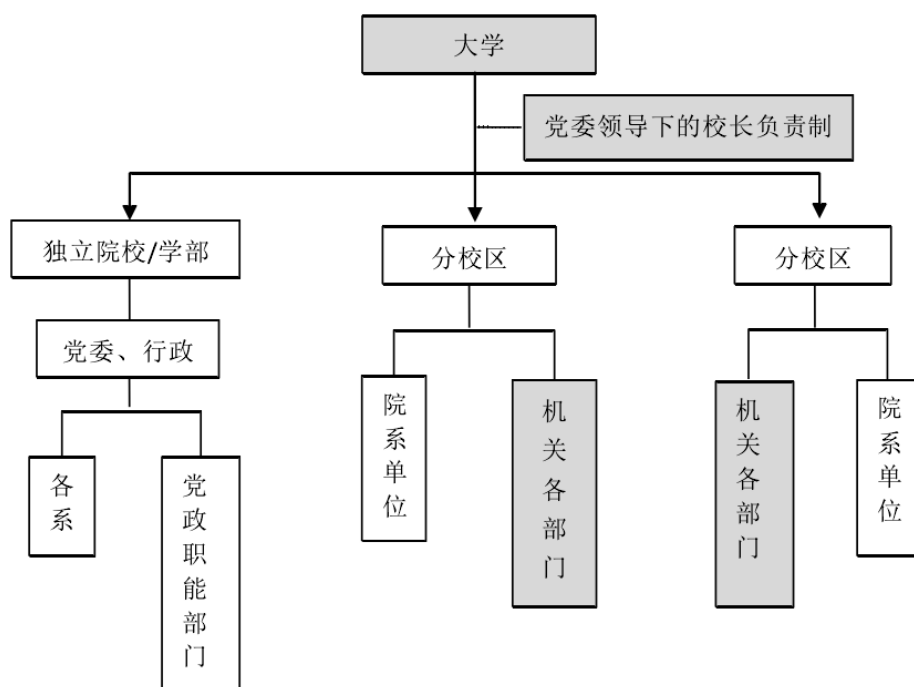 大学
党委领导下的校长负责制
独立院校/学部
分校区
分校区
党委、行政
院系单位
机关各部门
机关各部门
院系单位
各系
党政职能部门